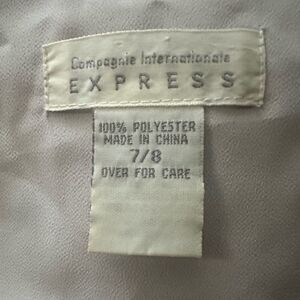 Compagnie Internationale
EXPRESS
100% POLYESTER
MADE IN CHINA
7/8
OVER FOR CARE